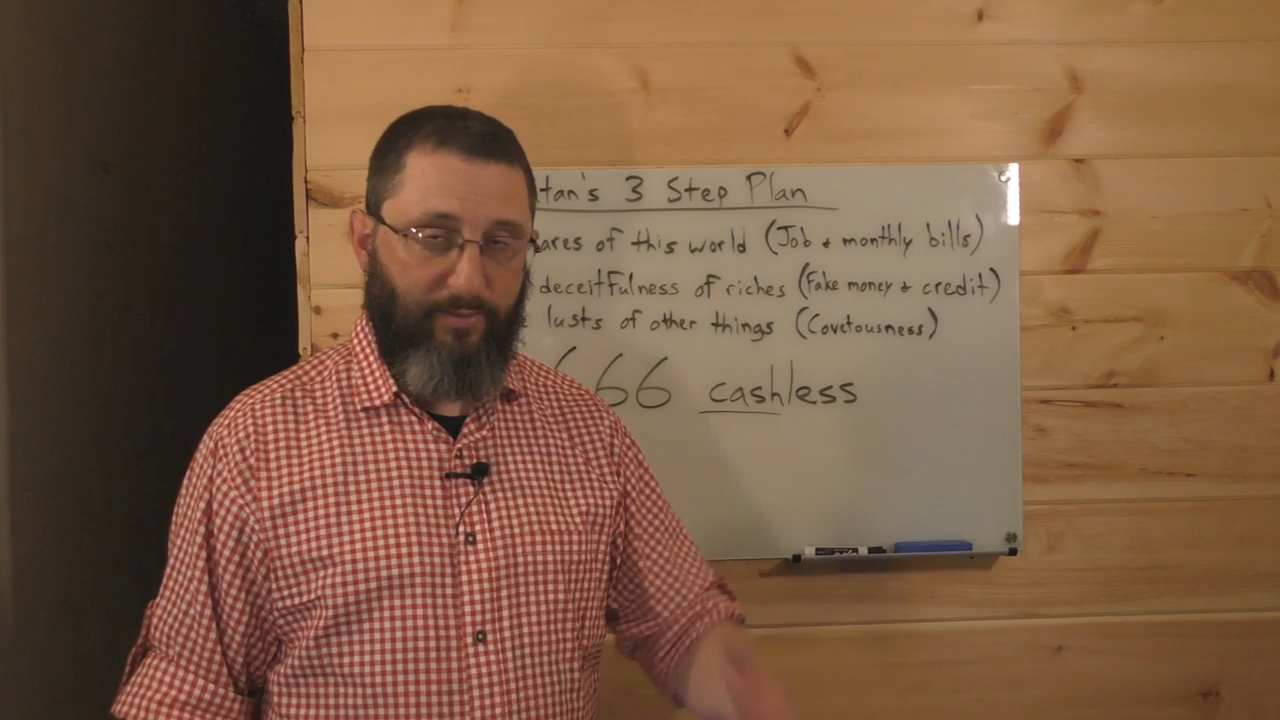 tan's 3 Step Plan
ares of this world (Job & monthly bills)
deceitfulness of riches (Fake money & credit)
lusts of other things (Covetousness)
66 cashless